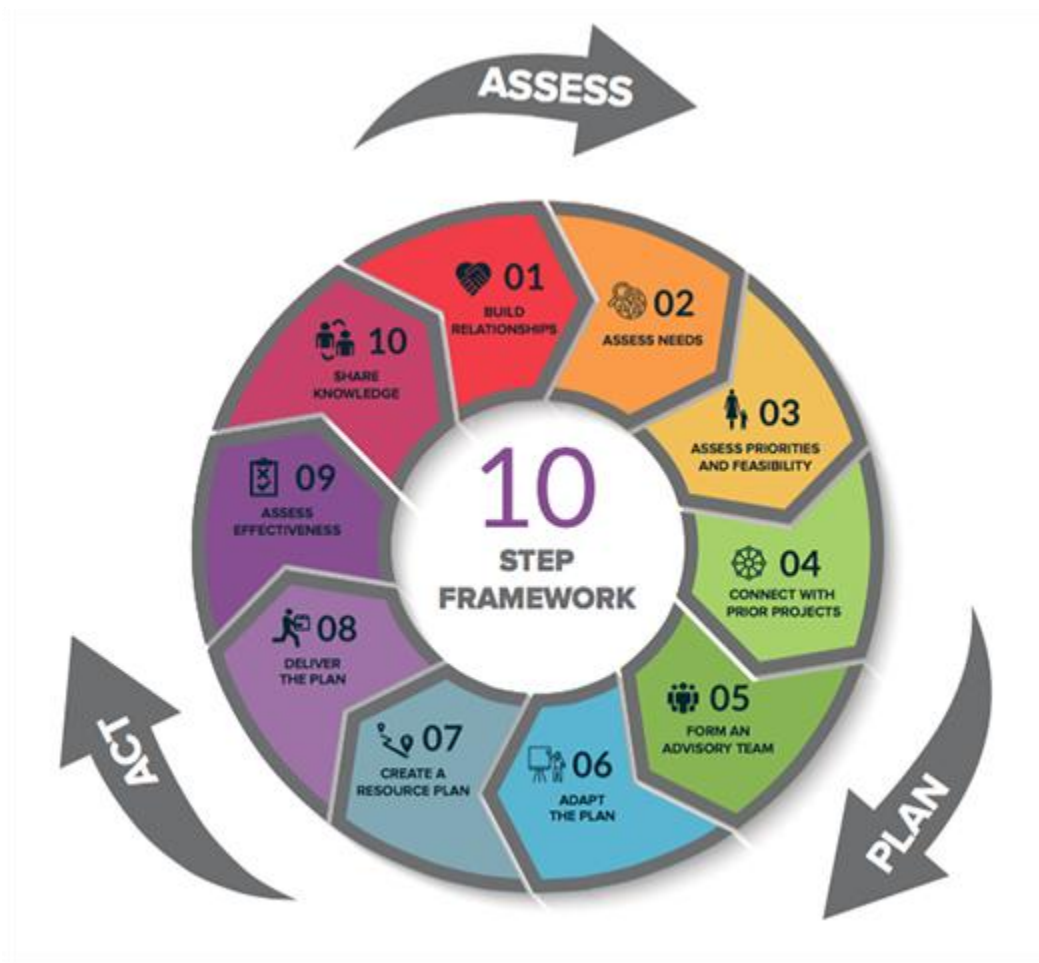 ASSESS
01
BUILD
RELATIONSHIPS
02
ASSESS NEEDS
03
ASSESS PRIORITIES
AND FEASIBILITY
04
CONNECT WITH
PRIOR PROJECTS
05
FORM AN
ADVISORY TEAM
06
ADAPT
THE PLAN
07
CREATE A
RESOURCE PLAN
08
DELIVER
THE PLAN
09
ASSESS
EFFECTIVENESS
10
SHARE
KNOWLEDGE
10
STEP
FRAMEWORK
PLAN
ACT